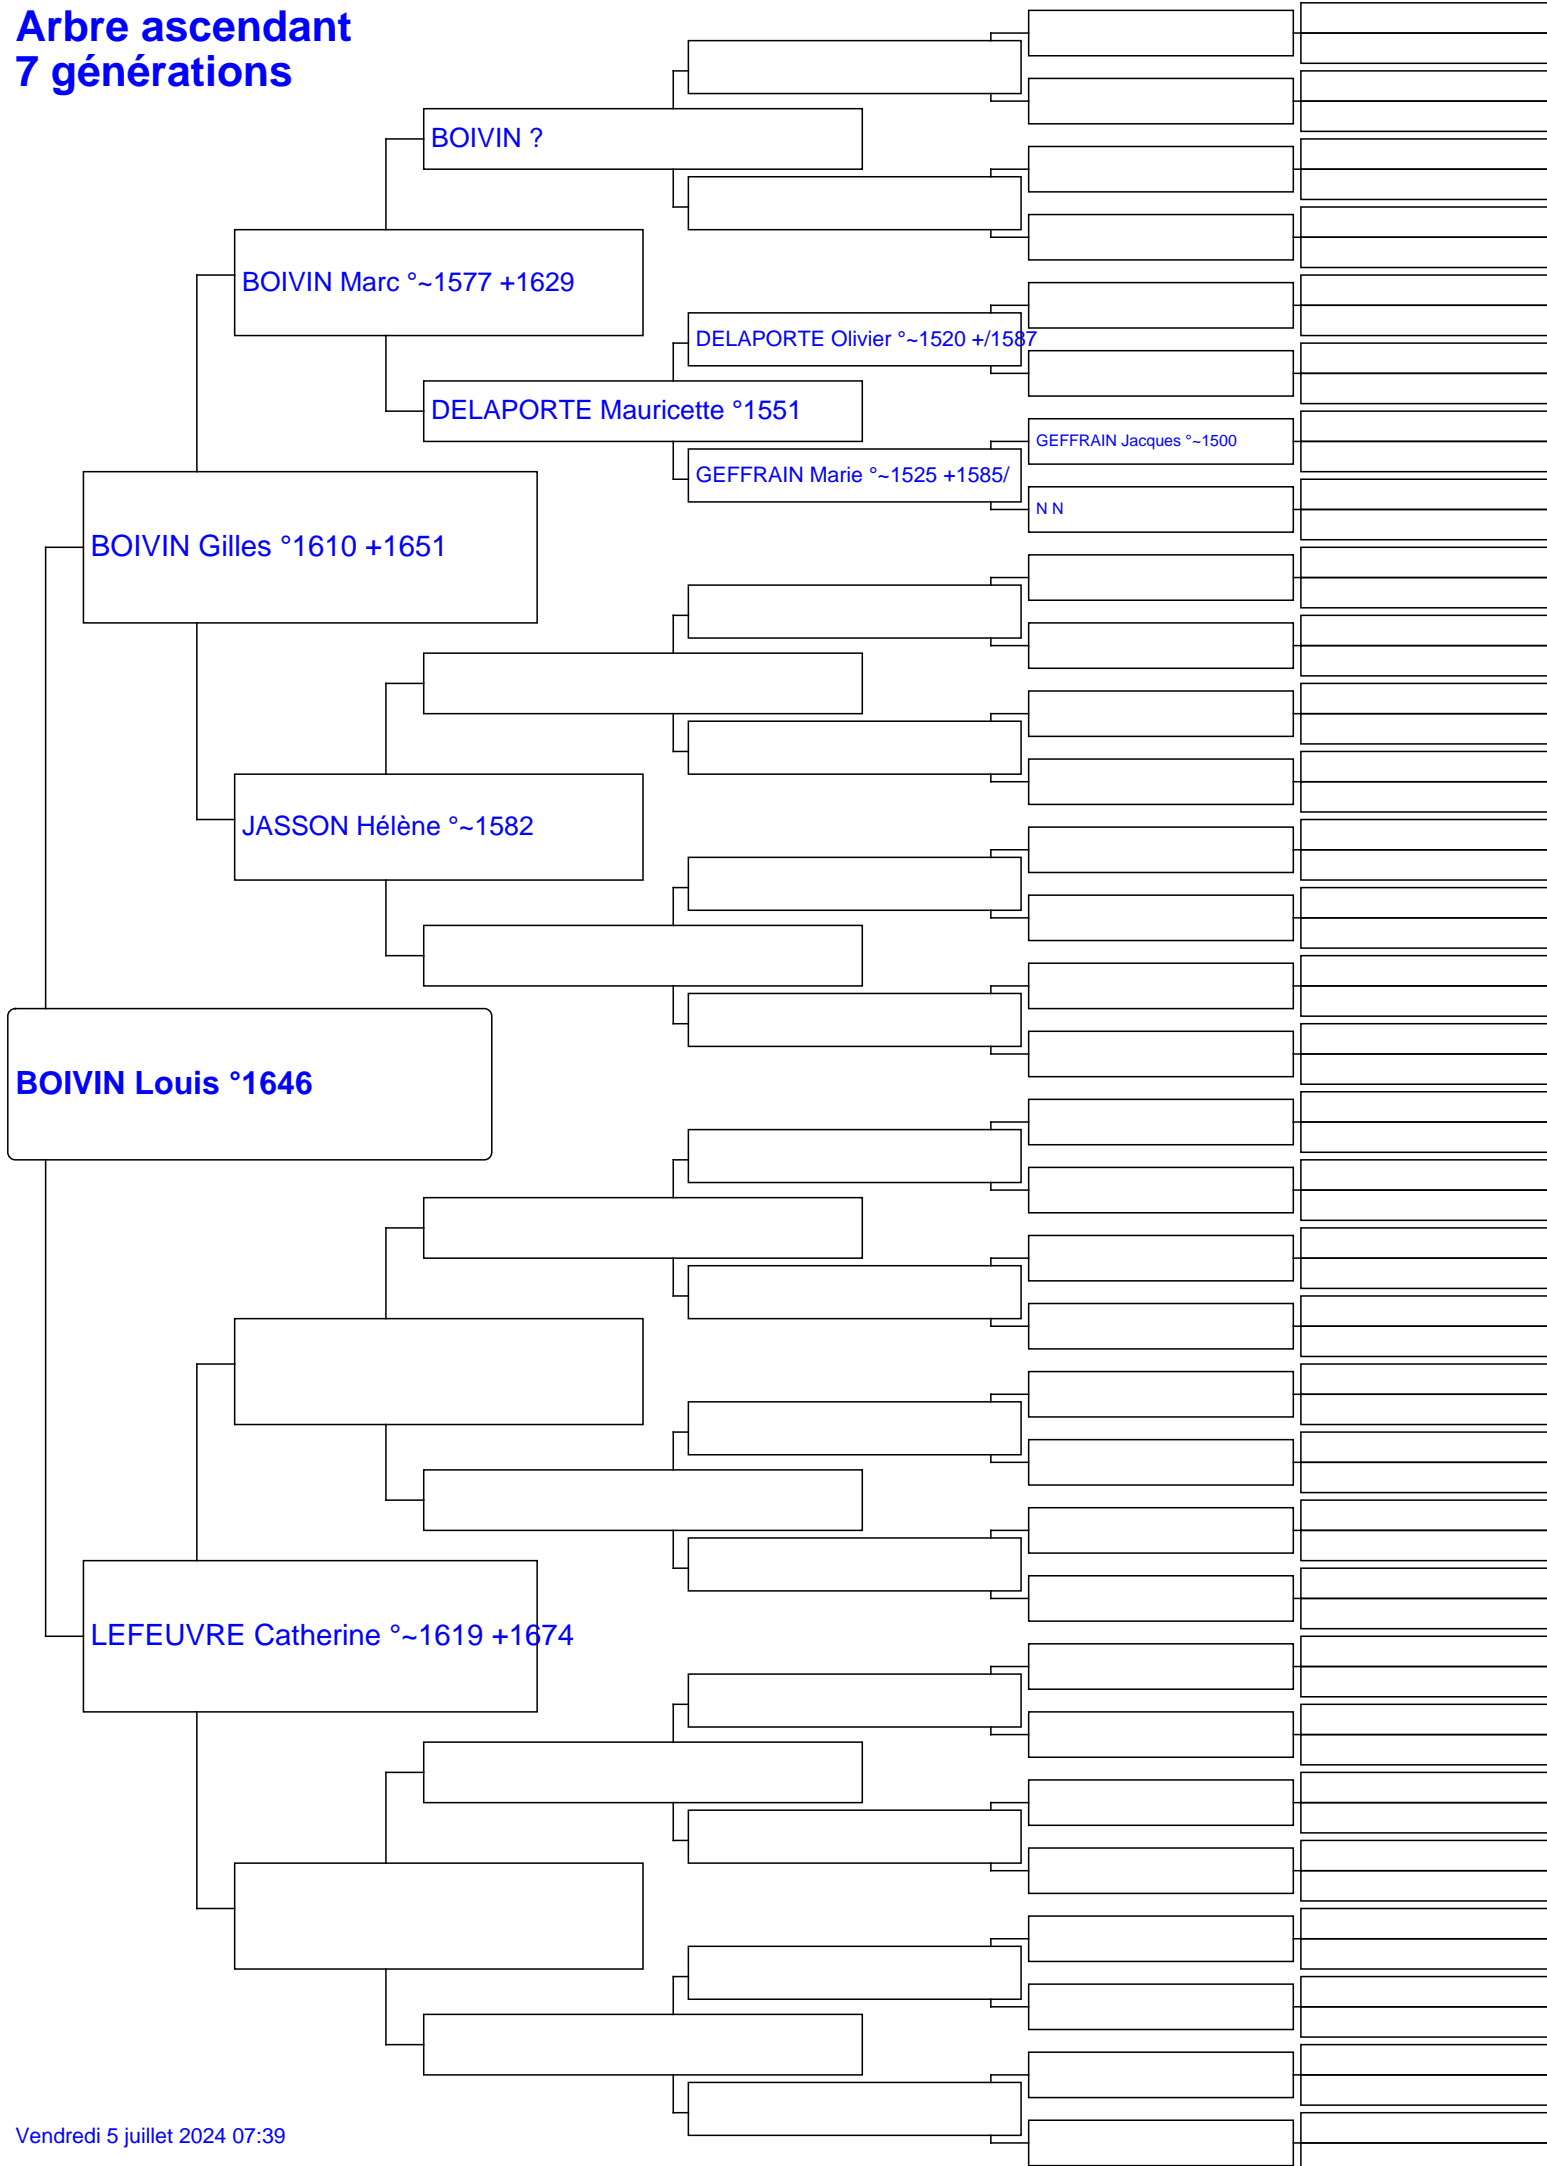 Arbre ascendant
7 générations
BOIVIN ?
BOIVIN Marc °~1577 +1629
DELAPORTE Olivier °~1520 +/1587
DELAPORTE Mauricette °1551
GEFFRAIN Jacques °~1500
GEFFRAIN Marie °~1525 +1585/
N N
BOIVIN Gilles °1610 +1651
JASSON Hélène °~1582
BOIVIN Louis °1646
LEFEUVRE Catherine °~1619 +1674
Vendredi 5 juillet 2024 07:39